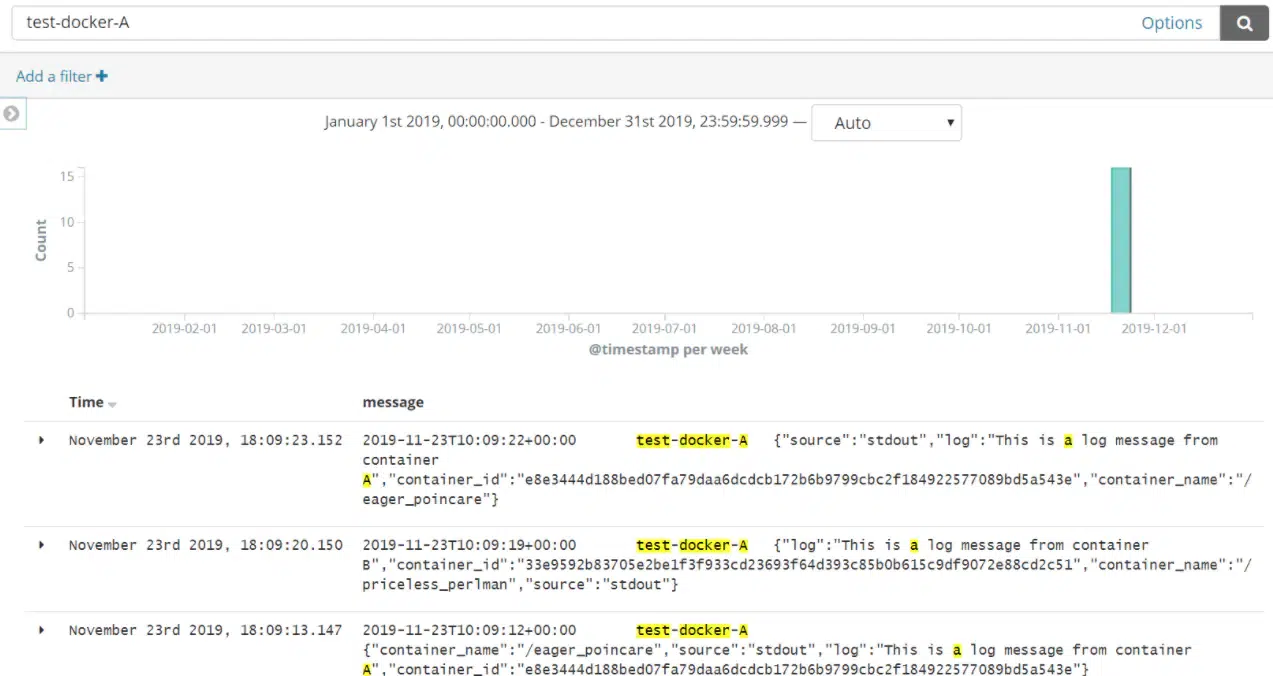 test-docker-A Options
Add a filter +
January 1st 2019, 00:00:00.000 - December 31st 2019, 23:59:59.999 — Auto
15
10
5
0
Count
2019-02-01 2019-03-01 2019-04-01 2019-05-01 2019-06-01 2019-07-01 2019-08-01 2019-09-01 2019-10-01 2019-11-01 2019-12-01
@timestamp per week
Time message
November 23rd 2019, 18:09:23.152 2019-11-23T10:09:22+00:00 test-docker-A {"source":"stdout","log":"This is a log message from
container
A","container_id":"e8e3444d188bed07fa79daa6dcdcb172b6b9799cbc2f184922577089bd5a543e","container_name":"/
eager_poincare"}
November 23rd 2019, 18:09:20.150 2019-11-23T10:09:19+00:00 test-docker-A {"log":"This is a log message from container
B","container_id":"33e9592b83705e2be1f3f933cd23693f64d393c85b0b615c9df9072e88cd2c51","container_name":"/
priceless_perlman","source":"stdout"}
November 23rd 2019, 18:09:13.147 2019-11-23T10:09:12+00:00 test-docker-A
{"container_name":"/eager_poincare","source":"stdout","log":"This is a log message from container
A","container_id":"e8e3444d188bed07fa79daa6dcdcb172b6b9799cbc2f184922577089bd5a543e"}